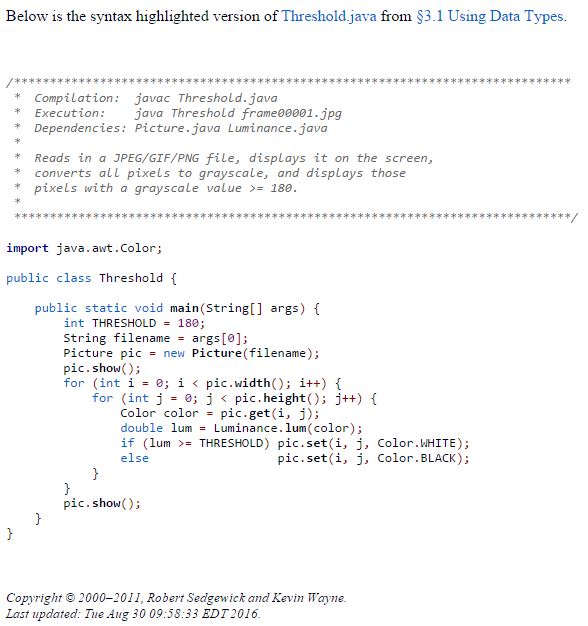 Below is the syntax highlighted version of Threshold.java from §3.1 Using Data Types.
/******************************************************************************
 *  Compilation:  javac Threshold.java
 *  Execution:    java Threshold frame00001.jpg
 *  Dependencies: Picture.java Luminance.java
 *
 *  Reads in a JPEG/GIF/PNG file, displays it on the screen,
 *  converts all pixels to grayscale, and displays those
 *  pixels with a grayscale value >= 180.
 *
 ******************************************************************************/
import java.awt.Color;
public class Threshold {
    public static void main(String[] args) {
        int THRESHOLD = 180;
        String filename = args[0];
        Picture pic = new Picture(filename);
        pic.show();
        for (int i = 0; i < pic.width(); i++) {
            for (int j = 0; j < pic.height(); j++) {
                Color color = pic.get(i, j);
                double lum = Luminance.lum(color);
                if (lum >= THRESHOLD) pic.set(i, j, Color.WHITE);
                else                  pic.set(i, j, Color.BLACK);
            }
        }
        pic.show();
    }
}
Copyright © 2000–2011, Robert Sedgewick and Kevin Wayne.
Last updated: Tue Aug 30 09:58:33 EDT 2016.